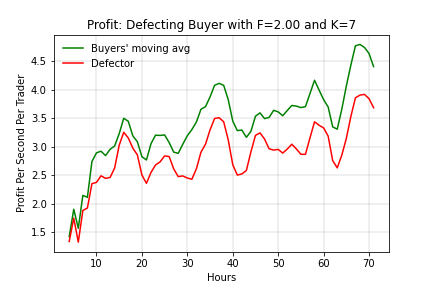 Profit: Defecting Buyer with F=2.00 and K=7
Buyers' moving avg
Defector
Profit Per Second Per Trader
4.5
4.0
3.5
3.0
2.5
2.0
1.5
10 20 30 40 50 60 70
Hours